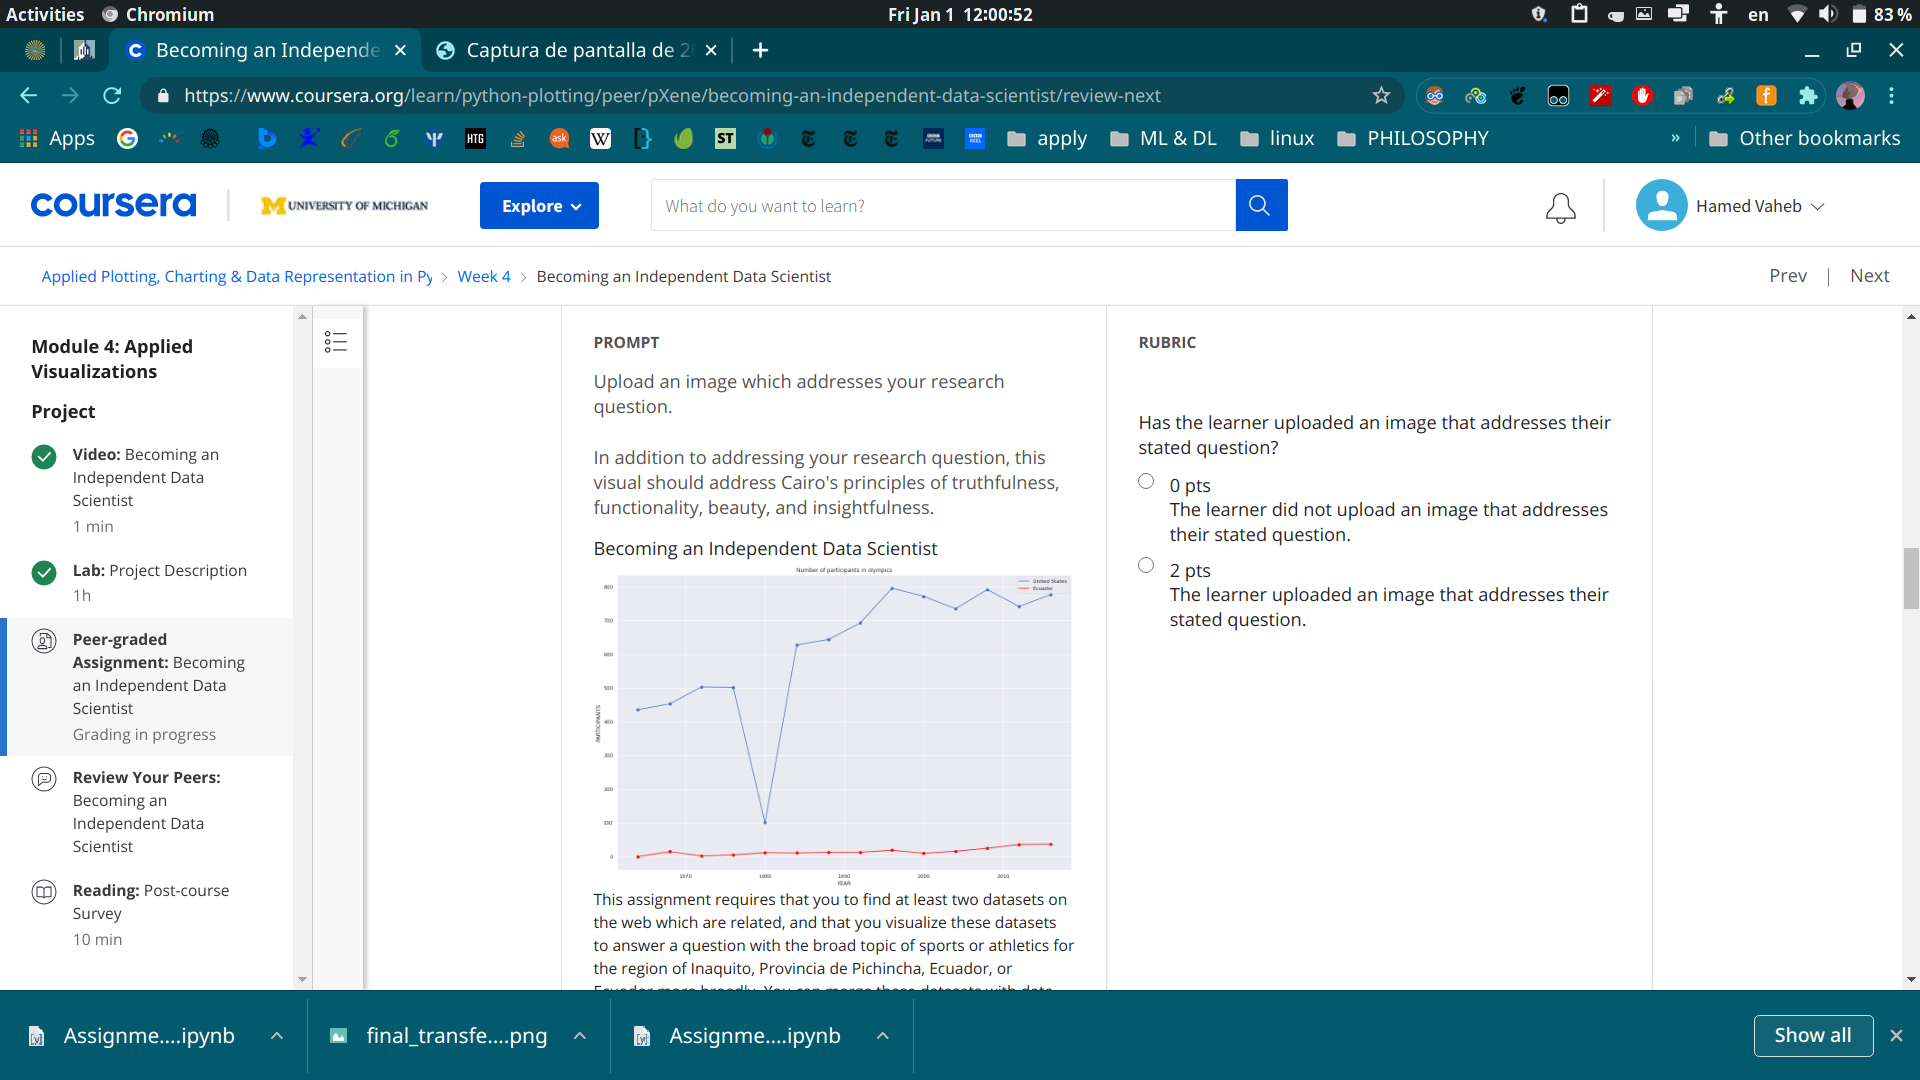 Activities
Chromium
Fri Jan 1 12:00:52
en
83 %
Becoming an Independe
Captura de pantalla de 2
https://www.coursera.org/learn/python-plotting/peer/pXene/becoming-an-independent-data-scientist/review-next
Apps
HTG
ask
W
ST
apply
ML & DL
linux
PHILOSOPHY
»
Other bookmarks
coursera
M UNIVERSITY OF MICHIGAN
Explore
What do you want to learn?
Hamed Vaheb
Applied Plotting, Charting & Data Representation in Py
Week 4
Becoming an Independent Data Scientist
Prev
Next
Module 4: Applied
Visualizations
Project
Video: Becoming an
Independent Data
Scientist
1 min
Lab: Project Description
1h
Peer-graded
Assignment: Becoming
an Independent Data
Scientist
Grading in progress
Review Your Peers:
Becoming an
Independent Data
Scientist
Reading: Post-course
Survey
10 min
PROMPT
Upload an image which addresses your research
question.
In addition to addressing your research question, this
visual should address Cairo's principles of truthfulness,
functionality, beauty, and insightfulness.
Becoming an Independent Data Scientist
Number of participants in olympics
United States
Ecuador
800
700
600
500
400
300
200
100
0
PARTICIPANTS
1970
1980
1990
2000
2010
YEAR
This assignment requires that you to find at least two datasets on
the web which are related, and that you visualize these datasets
to answer a question with the broad topic of sports or athletics for
the region of Inaquito, Provincia de Pichincha, Ecuador, or
Ecuador more broadly. You can merge these datasets with data
RUBRIC
Has the learner uploaded an image that addresses their
stated question?
0 pts
The learner did not upload an image that addresses
their stated question.
2 pts
The learner uploaded an image that addresses their
stated question.
Assignme....ipynb
final_transfe....png
Assignme....ipynb
Show all